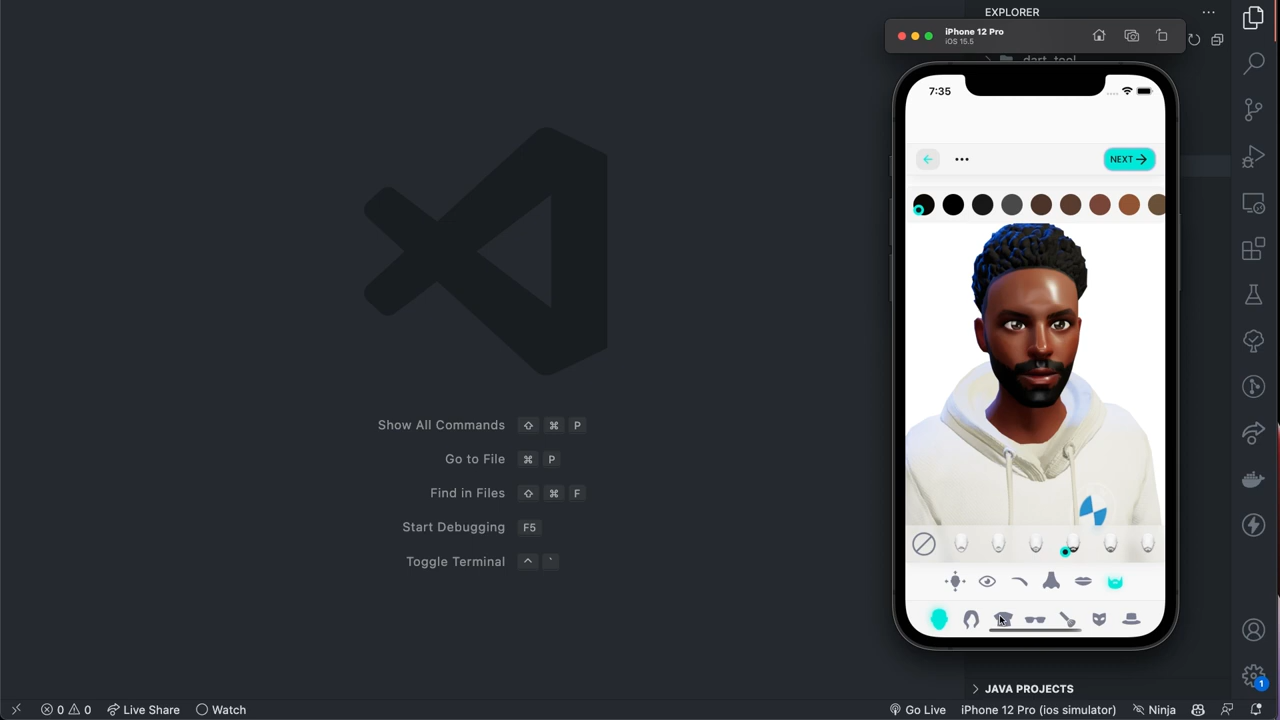 EXPLORER
iPhone 12 Pro
iOS 15.5
dart_tool
7:35
NEXT
Show All Commands ⇧ ⌘ P
Go to File ⌘ P
Find in Files ⇧ ⌘ F
Start Debugging F5
Toggle Terminal ^ `
JAVA PROJECTS
1
0 0 Live Share Watch Go Live iPhone 12 Pro (ios simulator) Ninja